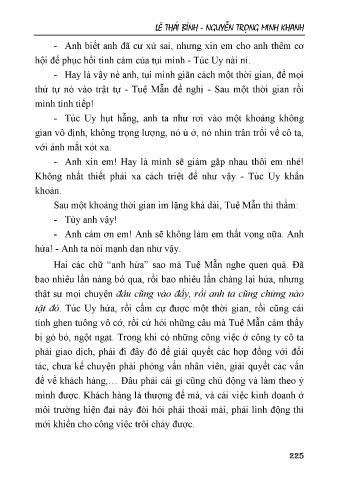 LÊ THÁI BÌNH - NGUYỄN TRỌNG MINH KHANH
- Anh biết anh đã cư xử sai, nhưng xin em cho anh thêm cơ
hội để phục hồi tình cảm của tụi mình - Túc Uy nài nỉ.
- Hay là vậy nè anh, tụi mình giãn cách một thời gian, để mọi
thứ tự nó vào trật tự - Tuệ Mẫn đề nghị - Sau một thời gian rồi
mình tính tiếp!
- Túc Uy hụt hẫng, anh ta như rơi vào một khoảng không
gian vô định, không trọng lượng, nó ú ớ, nó nhìn trân trối về cô ta,
với ánh mắt xót xa.
- Anh xin em! Hay là mình sẽ giảm gặp nhau thôi em nhé!
Không nhất thiết phải xa cách triệt để như vậy - Túc Uy khẩn
khoản.
Sau một khoảng thời gian im lặng khá dài, Tuệ Mẫn thì thầm:
- Tùy anh vậy!
- Anh cảm ơn em! Anh sẽ không làm em thất vọng nữa. Anh
hứa! - Anh ta nói mạnh dạn như vậy.
Hai các chữ “anh hứa” sao mà Tuệ Mẫn nghe quen quá. Đã
bao nhiêu lần nàng bỏ qua, rồi bao nhiêu lần chàng lại hứa, nhưng
thật sự mọi chuyện đâu cũng vào đấy, rồi anh ta cũng chứng nào
tật đó. Túc Uy hứa, rồi cầm cự được một thời gian, rồi cũng cái
tính ghen tuông vô cớ, rồi cứ hỏi những câu mà Tuệ Mẫn cảm thấy
bị gò bó, ngột ngạt. Trong khi có những công việc ở công ty cô ta
phải giao dịch, phải đi đây đó để giải quyết các hợp đồng với đối
tác, chưa kể chuyện phải phỏng vấn nhân viên, giải quyết các vấn
đề về khách hàng,… Đâu phải cái gì cũng chủ động và làm theo ý
mình được. Khách hàng là thượng đế mà, và cái việc kinh doanh ở
môi trường hiện đại này đòi hỏi phải thoải mái, phải linh động thì
mới khiến cho công việc trôi chảy được.
225